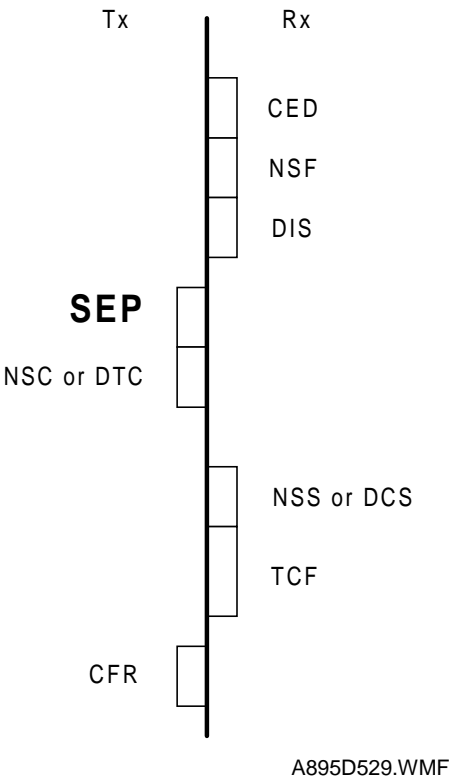 Tx Rx
CED
NSF
DIS
SEP
NSC or DTC
NSS or DCS
TCF
CFR
A895D529.WMF